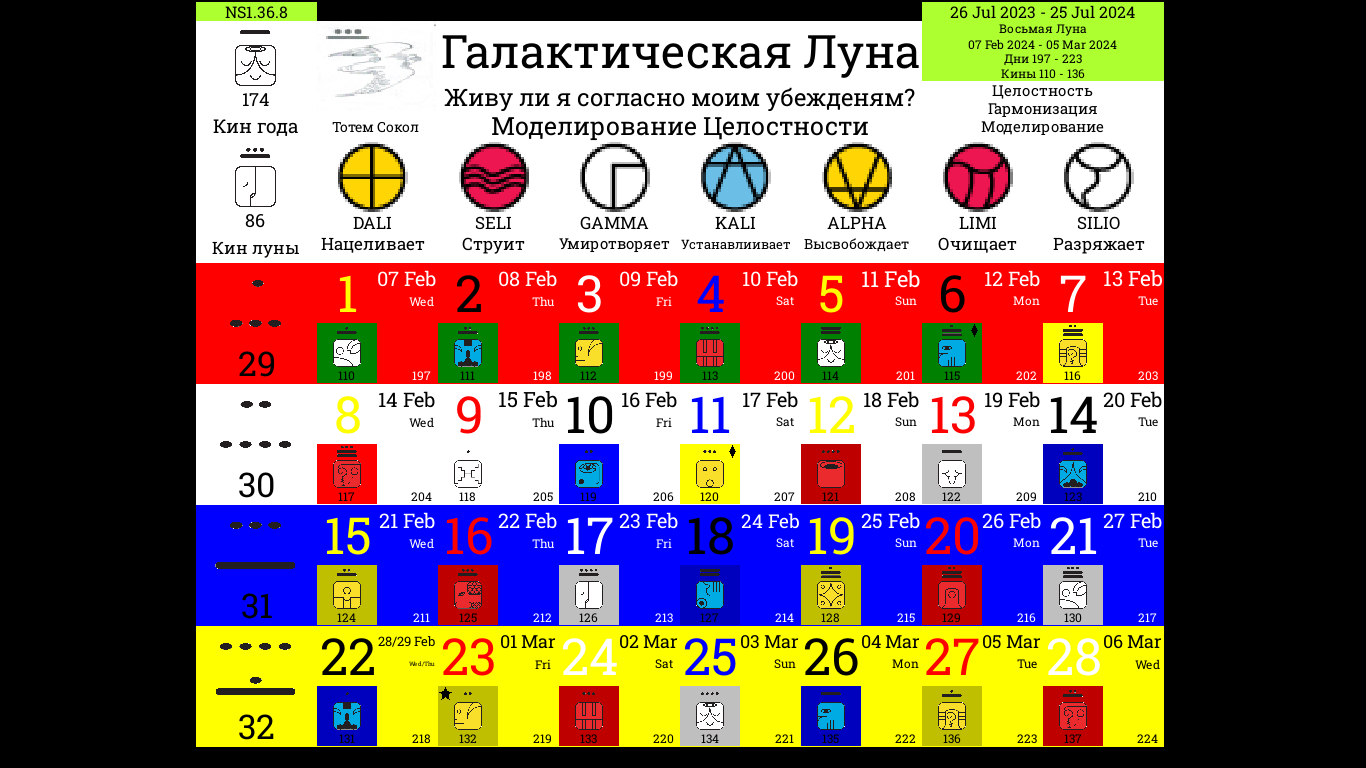 NS1.36.8
174
Кин года
86
Кин луны
Тотем Сокол
Галактическая Луна
Живу ли я согласно моим убежденям?
Моделирование Целостности
26 Jul 2023 - 25 Jul 2024
Восьмая Луна
07 Feb 2024 - 05 Mar 2024
Дни 197 - 223
Кины 110 - 136
Целостность
Гармонизация
Моделирование
DALI SELI GAMMA KALI ALPHA LIMI SILIO
Нацеливает Струит Умиротворяет Устанавлиивает Высвобождает Очищает Разряжает
1 07 Feb 2 08 Feb 3 09 Feb 4 10 Feb 5 11 Feb 6 12 Feb 7 13 Feb
Wed Thu Fri Sat Sun Mon Tue
29
110 197 111 198 112 199 113 200 114 201 115 202 116 203
8 14 Feb 9 15 Feb 10 16 Feb 11 17 Feb 12 18 Feb 13 19 Feb 14 20 Feb
Wed Thu Fri Sat Sun Mon Tue
30
117 204 118 205 119 206 120 207 121 208 122 209 123 210
15 21 Feb 16 22 Feb 17 23 Feb 18 24 Feb 19 25 Feb 20 26 Feb 21 27 Feb
Wed Thu Fri Sat Sun Mon Tue
31
124 211 125 212 126 213 127 214 128 215 129 216 130 217
22 28/29 Feb 23 01 Mar 24 02 Mar 25 03 Mar 26 04 Mar 27 05 Mar 28 06 Mar
Wed/Thu Fri Sat Sun Mon Tue Wed
32
131 218 132 219 133 220 134 221 135 222 136 223 137 224